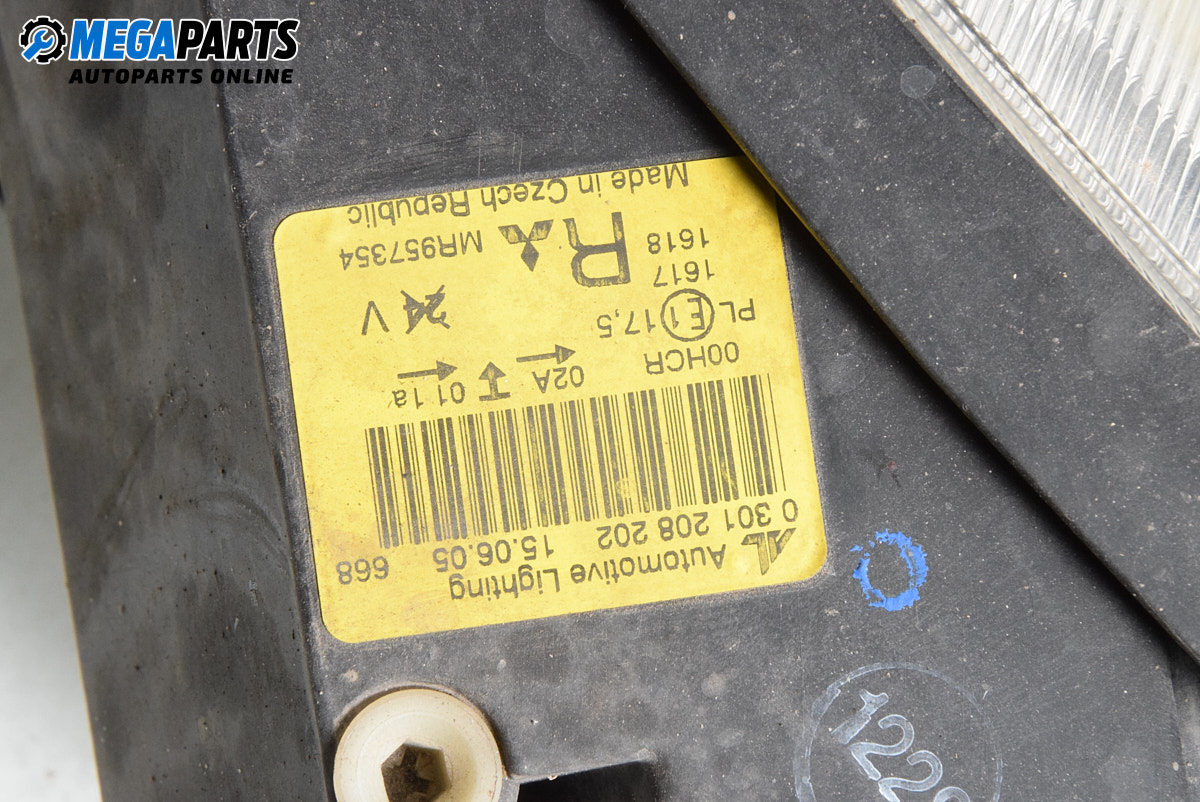 MEGAPARTS
AUTOPARTS ONLINE
Automotive Lighting
0 301 208 202 15.06.05 668
00HCR 02A 01 1a
PL E1 17,5
24 V
1617
1618
R
MR957354
Made in Czech Republic